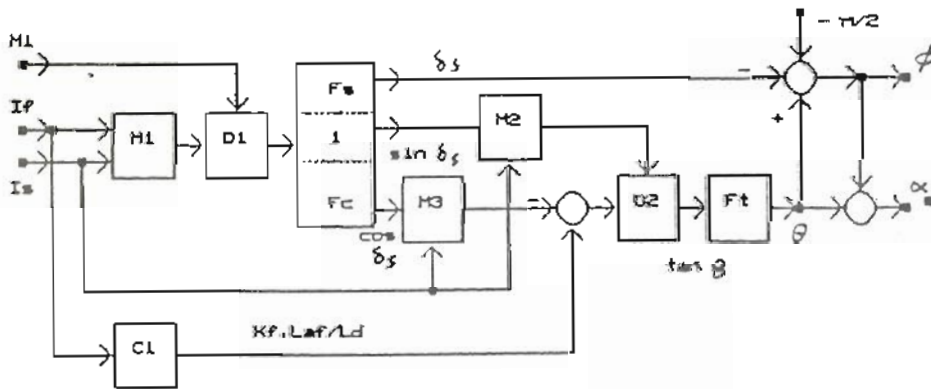 - π/2
M1
δs
ϕ
-
Fs
If
M2
+
M1
D1
1
Is
sin δs
Fc
M3
-
D2
Ft
α
cos
δs
θ
tan θ
Kf.Laf/Ld
C1